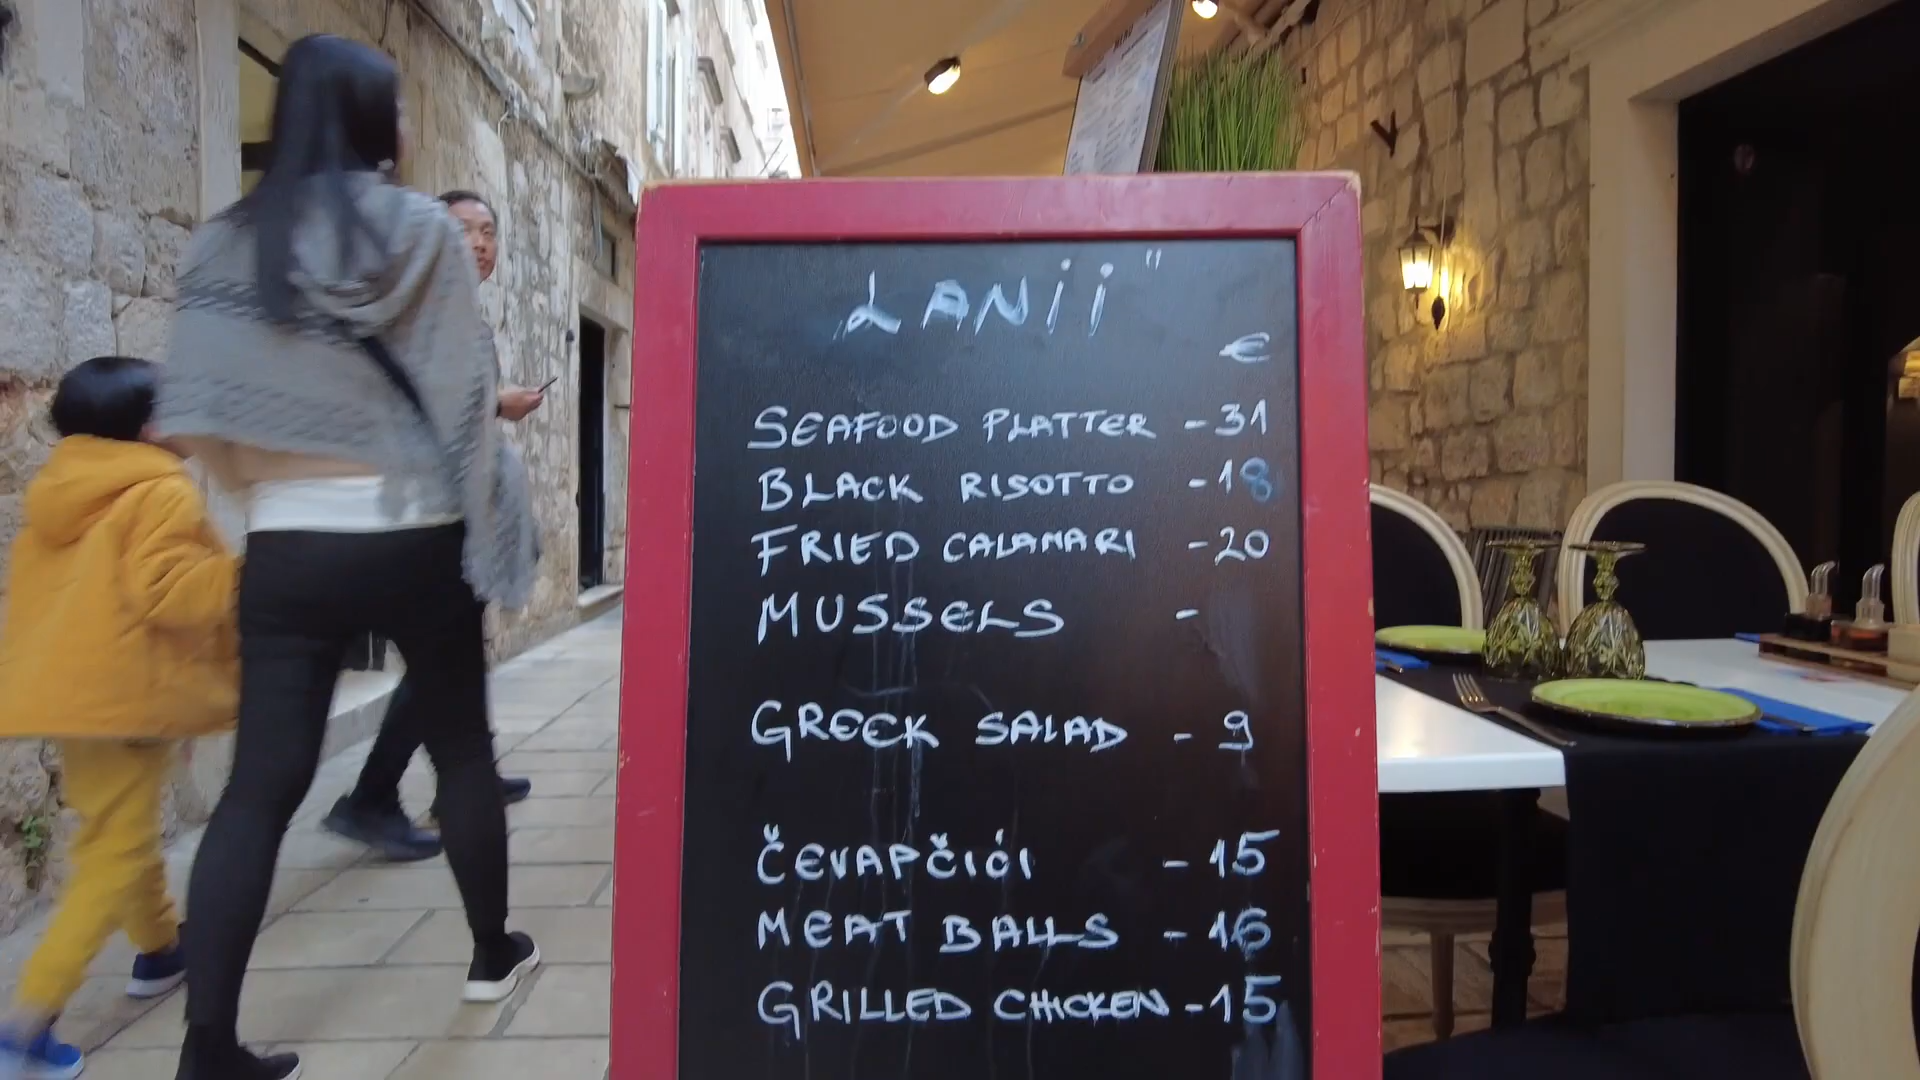 „LANii"
€
SEAFOOD PLATTER - 31
BLACK RISOTTO - 18
FRIED CALAMARI - 20
MUSSELS -
GREEK SALAD - 9
ČEVAPČIĆI - 15
MEAT BALLS - 16
GRILLED CHICKEN - 15